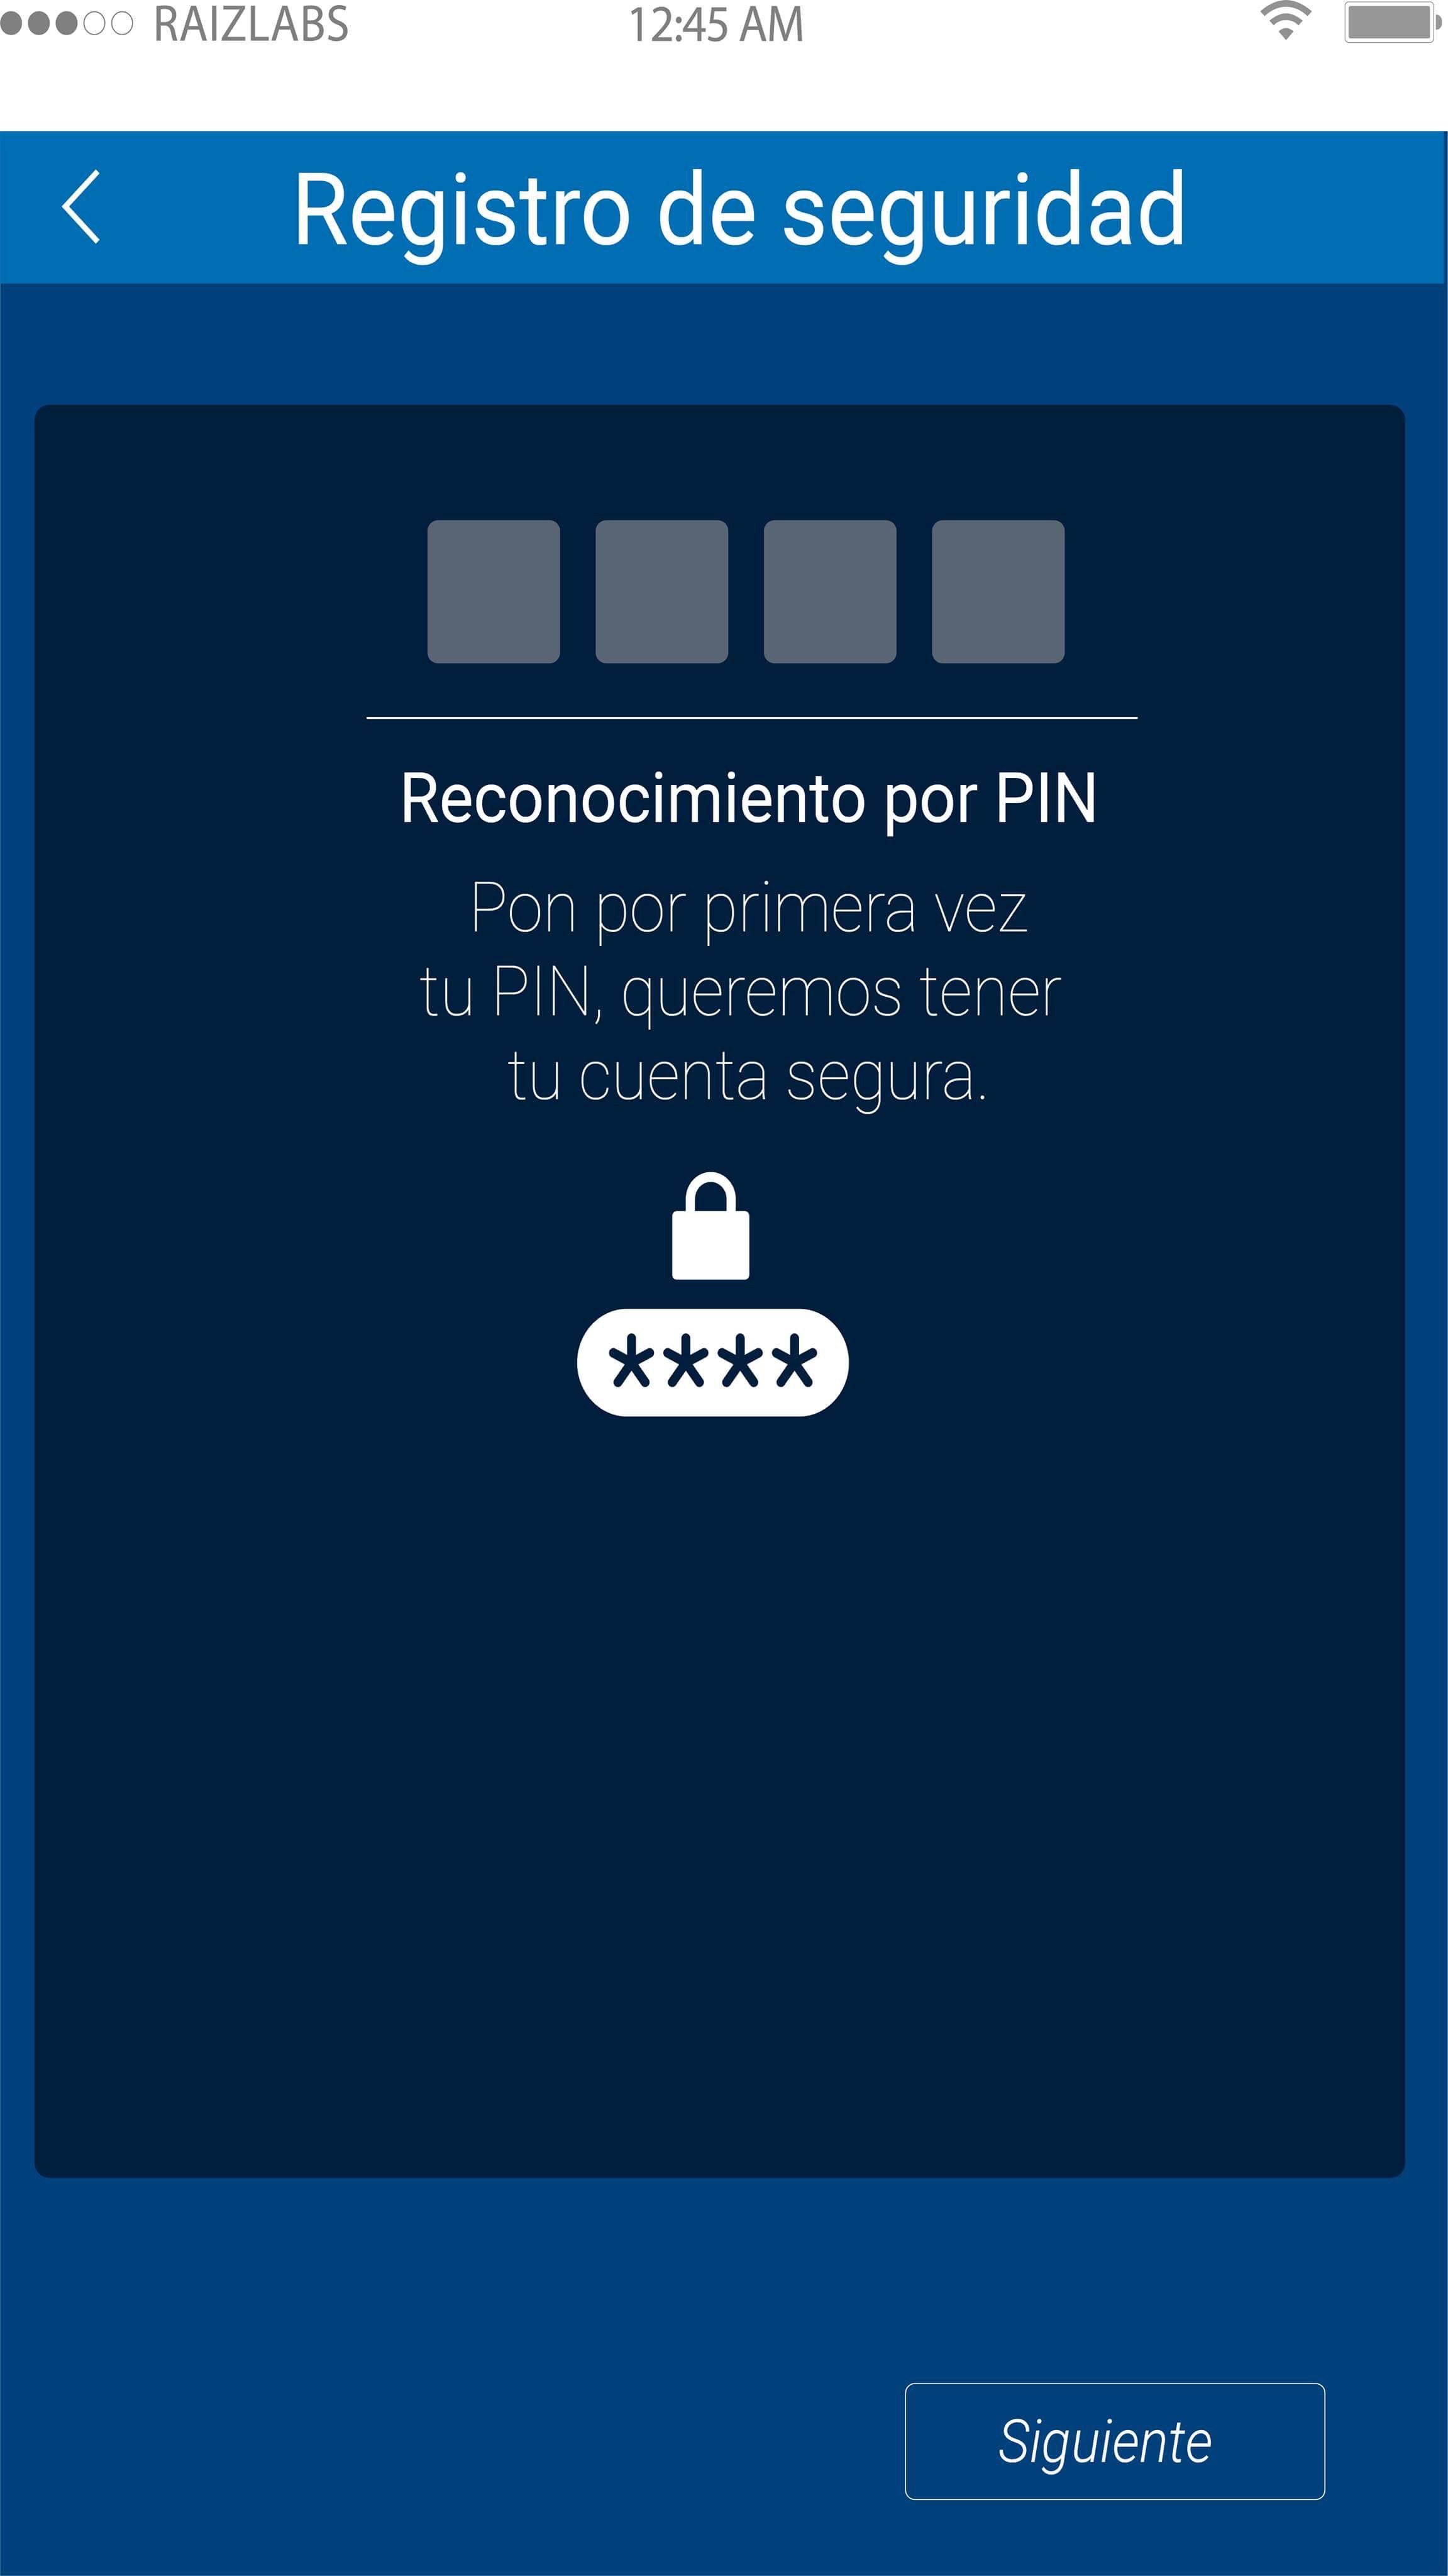 RAIZLABS 12:45 AM
Registro de seguridad
Reconocimiento por PIN
Pon por primera vez
tu PIN, queremos tener
tu cuenta segura.
****
Siguiente